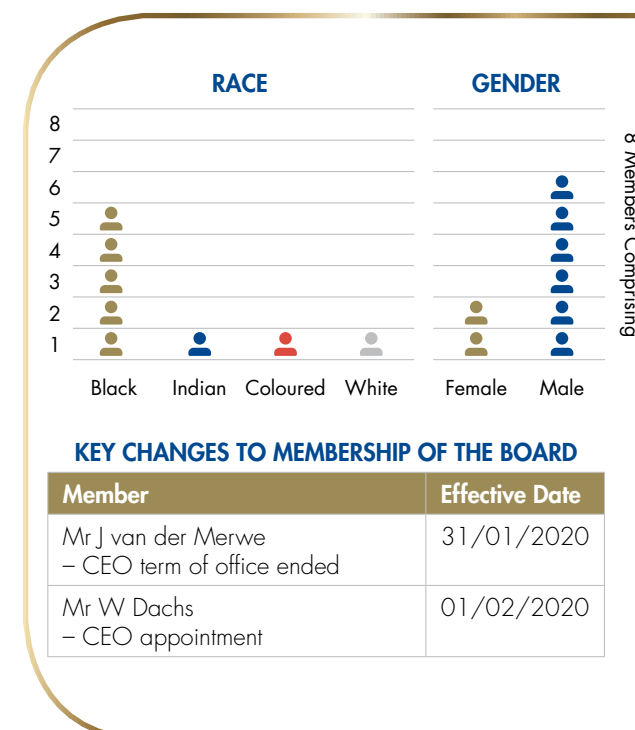 RACE
GENDER
8
7
6
5
4
3
2
1
Black Indian Coloured White
Female Male
8 Members Comprising
KEY CHANGES TO MEMBERSHIP OF THE BOARD
Member Effective Date
Mr J van der Merwe 31/01/2020
– CEO term of office ended
Mr W Dachs 01/02/2020
– CEO appointment